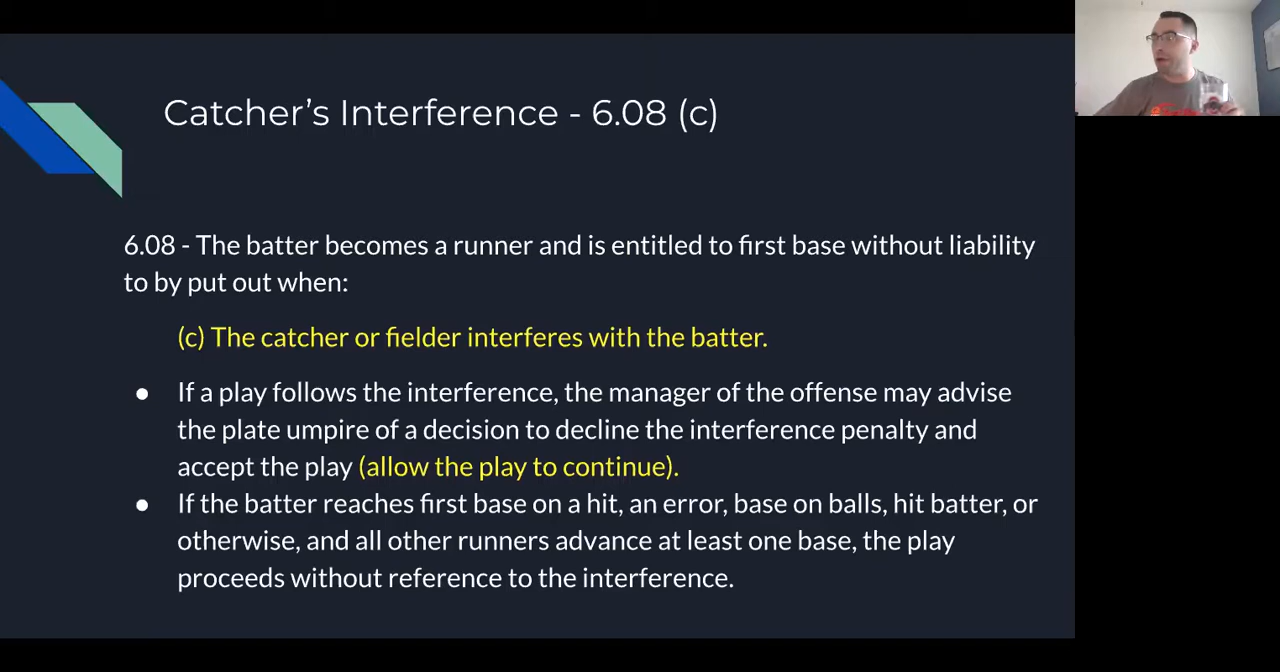 Catcher's Interference - 6.08 (c)
6.08 - The batter becomes a runner and is entitled to first base without liability
to by put out when:
(c) The catcher or fielder interferes with the batter.
● If a play follows the interference, the manager of the offense may advise
the plate umpire of a decision to decline the interference penalty and
accept the play (allow the play to continue).
● If the batter reaches first base on a hit, an error, base on balls, hit batter, or
otherwise, and all other runners advance at least one base, the play
proceeds without reference to the interference.